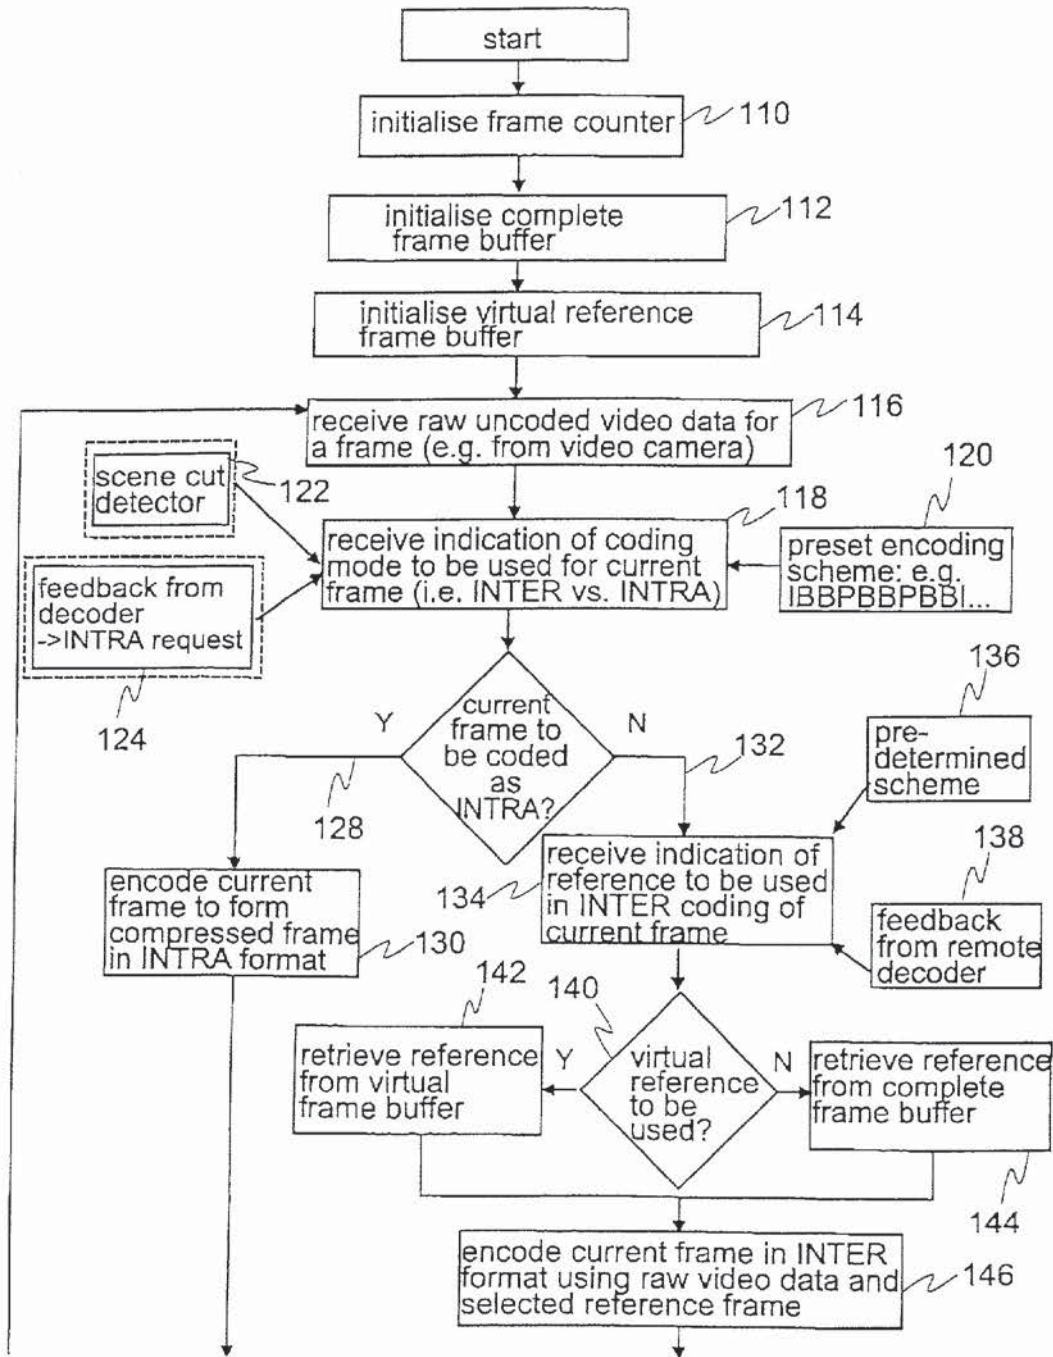 start
initialise frame counter
110
initialise complete
frame buffer
112
initialise virtual reference
frame buffer
114
receive raw uncoded video data for
a frame (e.g. from video camera)
116
scene cut
detector
122
118
120
receive indication of coding
mode to be used for current
frame (i.e. INTER vs. INTRA)
preset encoding
scheme: e.g.
IBBPBBPBBI...
feedback from
decoder
->INTRA request
124
current
frame to
be coded
as
INTRA?
Y
N
128
132
136
pre-
determined
scheme
encode current
frame to form
compressed frame
in INTRA format
130
134
receive indication of
reference to be used
in INTER coding of
current frame
138
feedback
from remote
decoder
142
140
retrieve reference
from virtual
frame buffer
Y
virtual
reference
to be
used?
N
retrieve reference
from complete
frame buffer
144
encode current frame in INTER
format using raw video data and
selected reference frame
146